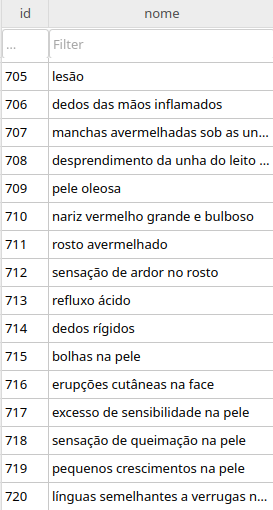 id nome
... Filter
705 lesão
706 dedos das mãos inflamados
707 manchas avermelhadas sob as un...
708 desprendimento da unha do leito ...
709 pele oleosa
710 nariz vermelho grande e bulboso
711 rosto avermelhado
712 sensação de ardor no rosto
713 refluxo ácido
714 dedos rígidos
715 bolhas na pele
716 erupções cutâneas na face
717 excesso de sensibilidade na pele
718 sensação de queimação na pele
719 pequenos crescimentos na pele
720 línguas semelhantes a verrugas n...